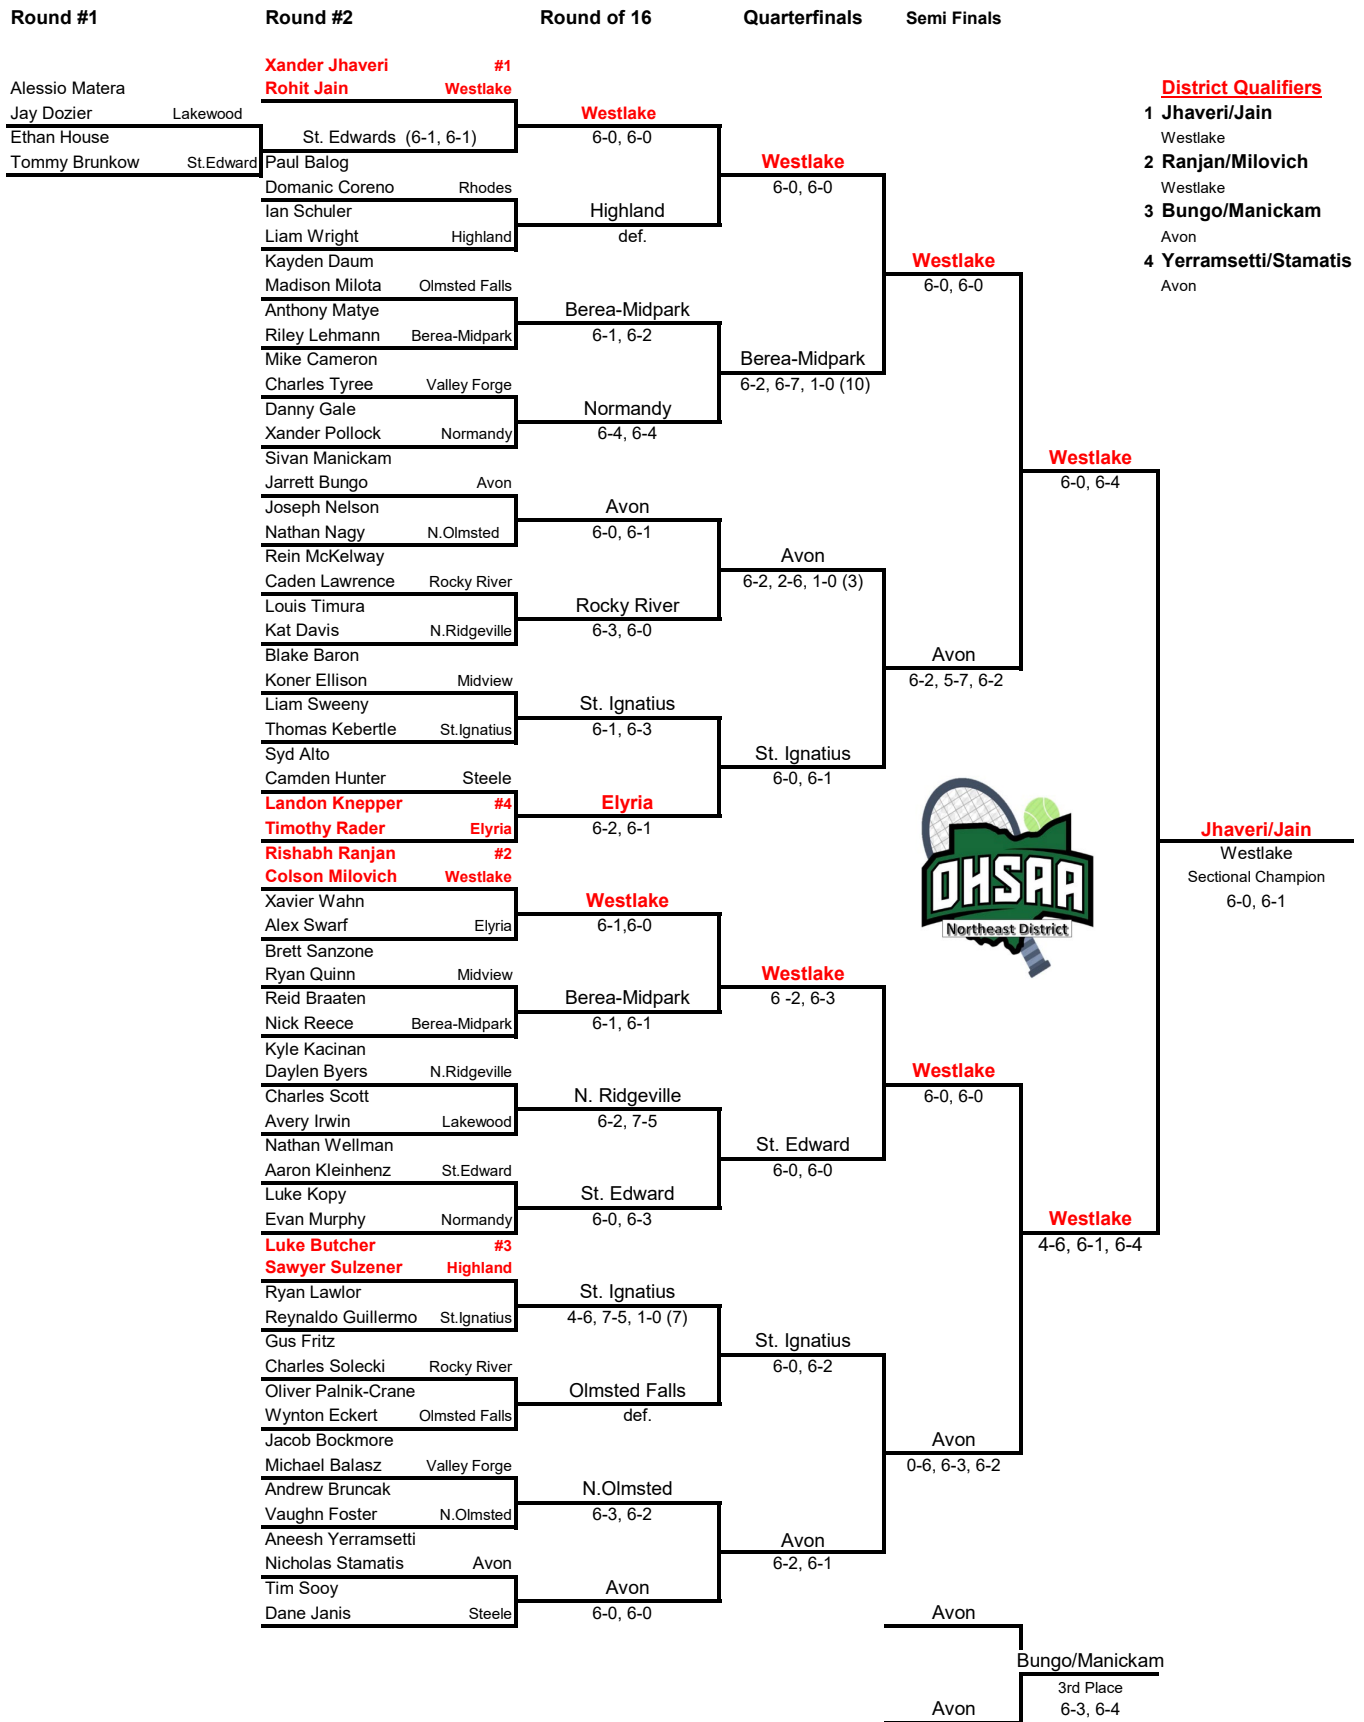 Round #1 Round #2 Round of 16 Quarterfinals Semi Finals
Xander Jhaveri #1
Alessio Matera Rohit Jain Westlake District Qualifiers
Jay Dozier Lakewood Westlake 1 Jhaveri/Jain
Ethan House St. Edwards (6-1, 6-1) 6-0, 6-0 Westlake
Tommy Brunkow St.Edward Paul Balog Westlake 2 Ranjan/Milovich
Domanic Coreno Rhodes 6-0, 6-0 Westlake
Ian Schuler Highland 3 Bungo/Manickam
Liam Wright Highland def. Avon
Kayden Daum Westlake 4 Yerramsetti/Stamatis
Madison Milota Olmsted Falls 6-0, 6-0 Avon
Anthony Matye Berea-Midpark
Riley Lehmann Berea-Midpark 6-1, 6-2
Mike Cameron Berea-Midpark
Charles Tyree Valley Forge 6-2, 6-7, 1-0 (10)
Danny Gale Normandy
Xander Pollock Normandy 6-4, 6-4
Sivan Manickam Westlake
Jarrett Bungo Avon 6-0, 6-4
Joseph Nelson Avon
Nathan Nagy N.Olmsted 6-0, 6-1
Rein McKelway Avon
Caden Lawrence Rocky River 6-2, 2-6, 1-0 (3)
Louis Timura Rocky River
Kat Davis N.Ridgeville 6-3, 6-0
Blake Baron Avon
Koner Ellison Midview 6-2, 5-7, 6-2
Liam Sweeny St. Ignatius
Thomas Kebertle St.Ignatius 6-1, 6-3
Syd Alto St. Ignatius
Camden Hunter Steele 6-0, 6-1
Landon Knepper #4 Elyria
Timothy Rader Elyria 6-2, 6-1 Jhaveri/Jain
Rishabh Ranjan #2 Westlake
Colson Milovich Westlake Sectional Champion
Xavier Wahn Westlake OHSAA 6-0, 6-1
Alex Swarf Elyria 6-1,6-0 Northeast District
Brett Sanzone
Ryan Quinn Midview Westlake
Reid Braaten Berea-Midpark 6 -2, 6-3
Nick Reece Berea-Midpark 6-1, 6-1
Kyle Kacinan
Daylen Byers N.Ridgeville Westlake
Charles Scott N. Ridgeville 6-0, 6-0
Avery Irwin Lakewood 6-2, 7-5
Nathan Wellman St. Edward
Aaron Kleinhenz St.Edward 6-0, 6-0
Luke Kopy St. Edward
Evan Murphy Normandy 6-0, 6-3 Westlake
Luke Butcher #3 4-6, 6-1, 6-4
Sawyer Sulzener Highland
Ryan Lawlor St. Ignatius
Reynaldo Guillermo St.Ignatius 4-6, 7-5, 1-0 (7)
Gus Fritz St. Ignatius
Charles Solecki Rocky River 6-0, 6-2
Oliver Palnik-Crane Olmsted Falls
Wynton Eckert Olmsted Falls def.
Jacob Bockmore Avon
Michael Balasz Valley Forge 0-6, 6-3, 6-2
Andrew Bruncak N.Olmsted
Vaughn Foster N.Olmsted 6-3, 6-2
Aneesh Yerramsetti Avon
Nicholas Stamatis Avon 6-2, 6-1
Tim Sooy Avon
Dane Janis Steele 6-0, 6-0 Avon
Bungo/Manickam
3rd Place
Avon 6-3, 6-4